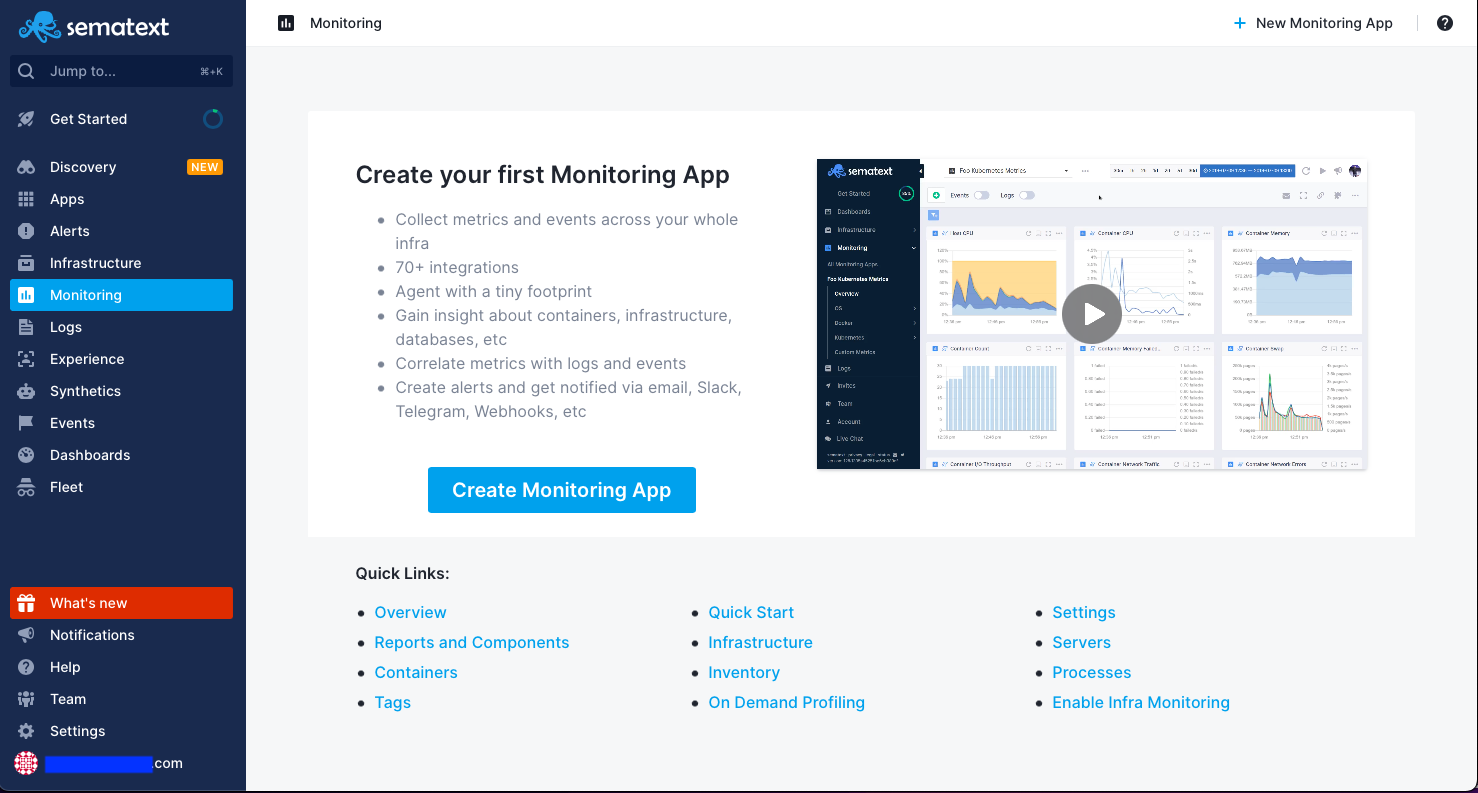 sematext
Jump to...
⌘+K
Get Started
Discovery
NEW
Apps
Alerts
Infrastructure
Monitoring
Logs
Experience
Synthetics
Events
Dashboards
Fleet
What's new
Notifications
Help
Team
Settings
.com
Monitoring
New Monitoring App
Create your first Monitoring App
Collect metrics and events across your whole
infra
70+ integrations
Agent with a tiny footprint
Gain insight about containers, infrastructure,
databases, etc
Correlate metrics with logs and events
Create alerts and get notified via email, Slack,
Telegram, Webhooks, etc
Create Monitoring App
sematext
Get Started
Dashboards
Infrastructure
Monitoring
All Monitoring Apps
Foo Kubernetes Metrics
Overview
OS
Docker
Kubernetes
Custom Metrics
Logs
Invites
Team
Account
Live Chat
Foo Kubernetes Metrics
Events
Logs
Host CPU
Container CPU
Container Memory
Container Count
Container Memory Failed...
Container Swap
Container I/O Throughput
Container Network Traffic
Container Network Errors
Quick Links:
Overview
Reports and Components
Containers
Tags
Quick Start
Infrastructure
Inventory
On Demand Profiling
Settings
Servers
Processes
Enable Infra Monitoring